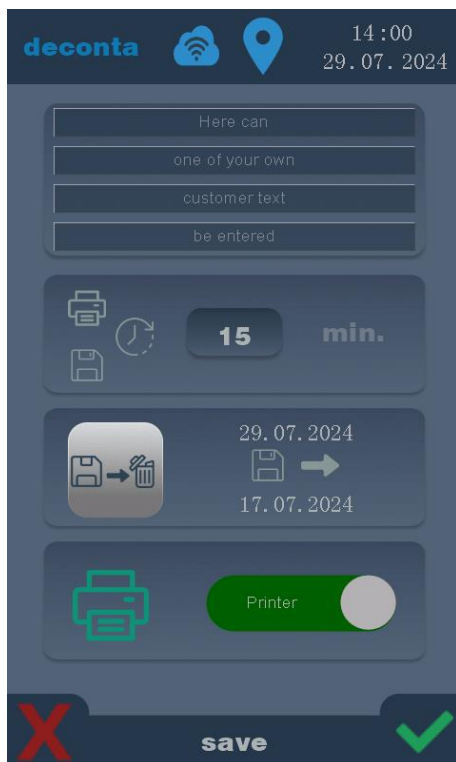 deconta
14:00
29.07.2024
Here can
one of your own
customer text
be entered
15 min.
29.07.2024
17.07.2024
Printer
save